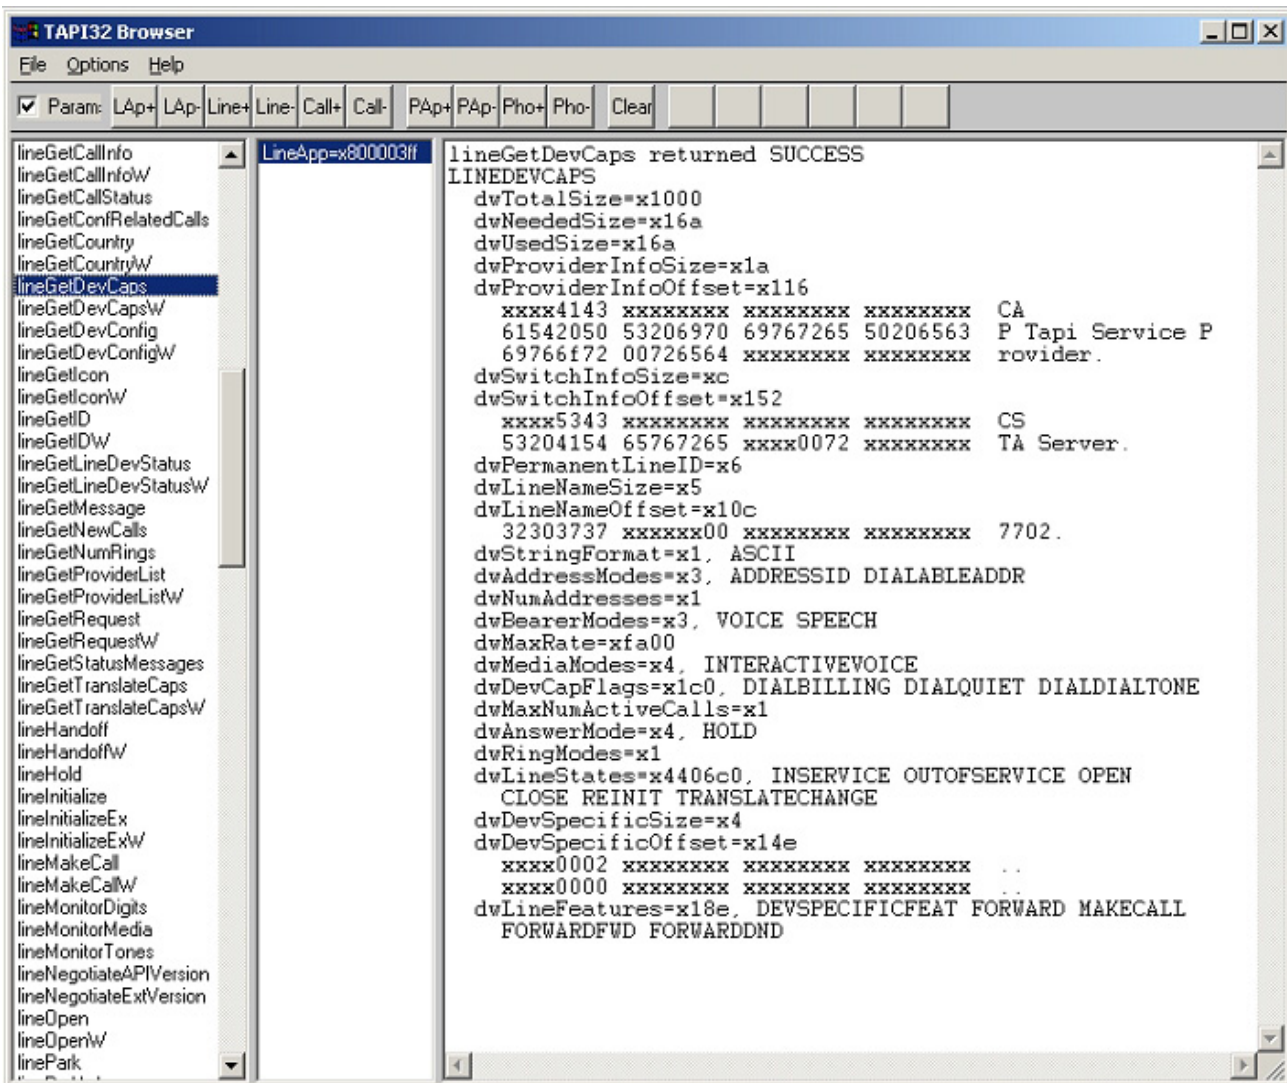 TAPI32 Browser
File Options Help
Param: LAp+ LAp- Line+ Line- Call+ Call- PAp+ PAp- Pho+ Pho- Clear
lineGetCallInfo
lineGetCallInfoW
lineGetCallStatus
lineGetConfRelatedCalls
lineGetCountry
lineGetCountryW
lineGetDevCaps
lineGetDevCapsW
lineGetDevConfig
lineGetDevConfigW
lineGetIcon
lineGetIconW
lineGetID
lineGetIDW
lineGetLineDevStatus
lineGetLineDevStatusW
lineGetMessage
lineGetNewCalls
lineGetNumRings
lineGetProviderList
lineGetProviderListW
lineGetRequest
lineGetRequestW
lineGetStatusMessages
lineGetTranslateCaps
lineGetTranslateCapsW
lineHandoff
lineHandoffW
lineHold
lineInitialize
lineInitializeEx
lineInitializeExW
lineMakeCall
lineMakeCallW
lineMonitorDigits
lineMonitorMedia
lineMonitorTones
lineNegotiateAPIVersion
lineNegotiateExtVersion
lineOpen
lineOpenW
linePark
LineApp=x800003ff
lineGetDevCaps returned SUCCESS
LINEDEVCAPS
dwTotalSize=x1000
dwNeededSize=x16a
dwUsedSize=x16a
dwProviderInfoSize=x1a
dwProviderInfoOffset=x116
xxxx4143 xxxxxxxx xxxxxxxx xxxxxxxx CA
61542050 53206970 69767265 50206563 P Tapi Service P
69766f72 00726564 xxxxxxxx xxxxxxxx rovider.
dwSwitchInfoSize=xc
dwSwitchInfoOffset=x152
xxxx5343 xxxxxxxx xxxxxxxx xxxxxxxx CS
53204154 65767265 xxxx0072 xxxxxxxx TA Server.
dwPermanentLineID=x6
dwLineNameSize=x5
dwLineNameOffset=x10c
32303737 xxxxxx00 xxxxxxxx xxxxxxxx 7702.
dwStringFormat=x1, ASCII
dwAddressModes=x3, ADDRESSID DIALABLEADDR
dwNumAddresses=x1
dwBearerModes=x3, VOICE SPEECH
dwMaxRate=xfa00
dwMediaModes=x4, INTERACTIVEVOICE
dwDevCapFlags=x1c0, DIALBILLING DIALQUIET DIALDIALTONE
dwMaxNumActiveCalls=x1
dwAnswerMode=x4, HOLD
dwRingModes=x1
dwLineStates=x4406c0, INSERVICE OUTOFSERVICE OPEN
CLOSE REINIT TRANSLATECHANGE
dwDevSpecificSize=x4
dwDevSpecificOffset=x14e
xxxx0002 xxxxxxxx xxxxxxxx xxxxxxxx ..
xxxx0000 xxxxxxxx xxxxxxxx xxxxxxxx ..
dwLineFeatures=x18e, DEVSPECIFICFEAT FORWARD MAKECALL
FORWARDFWD FORWARDDND